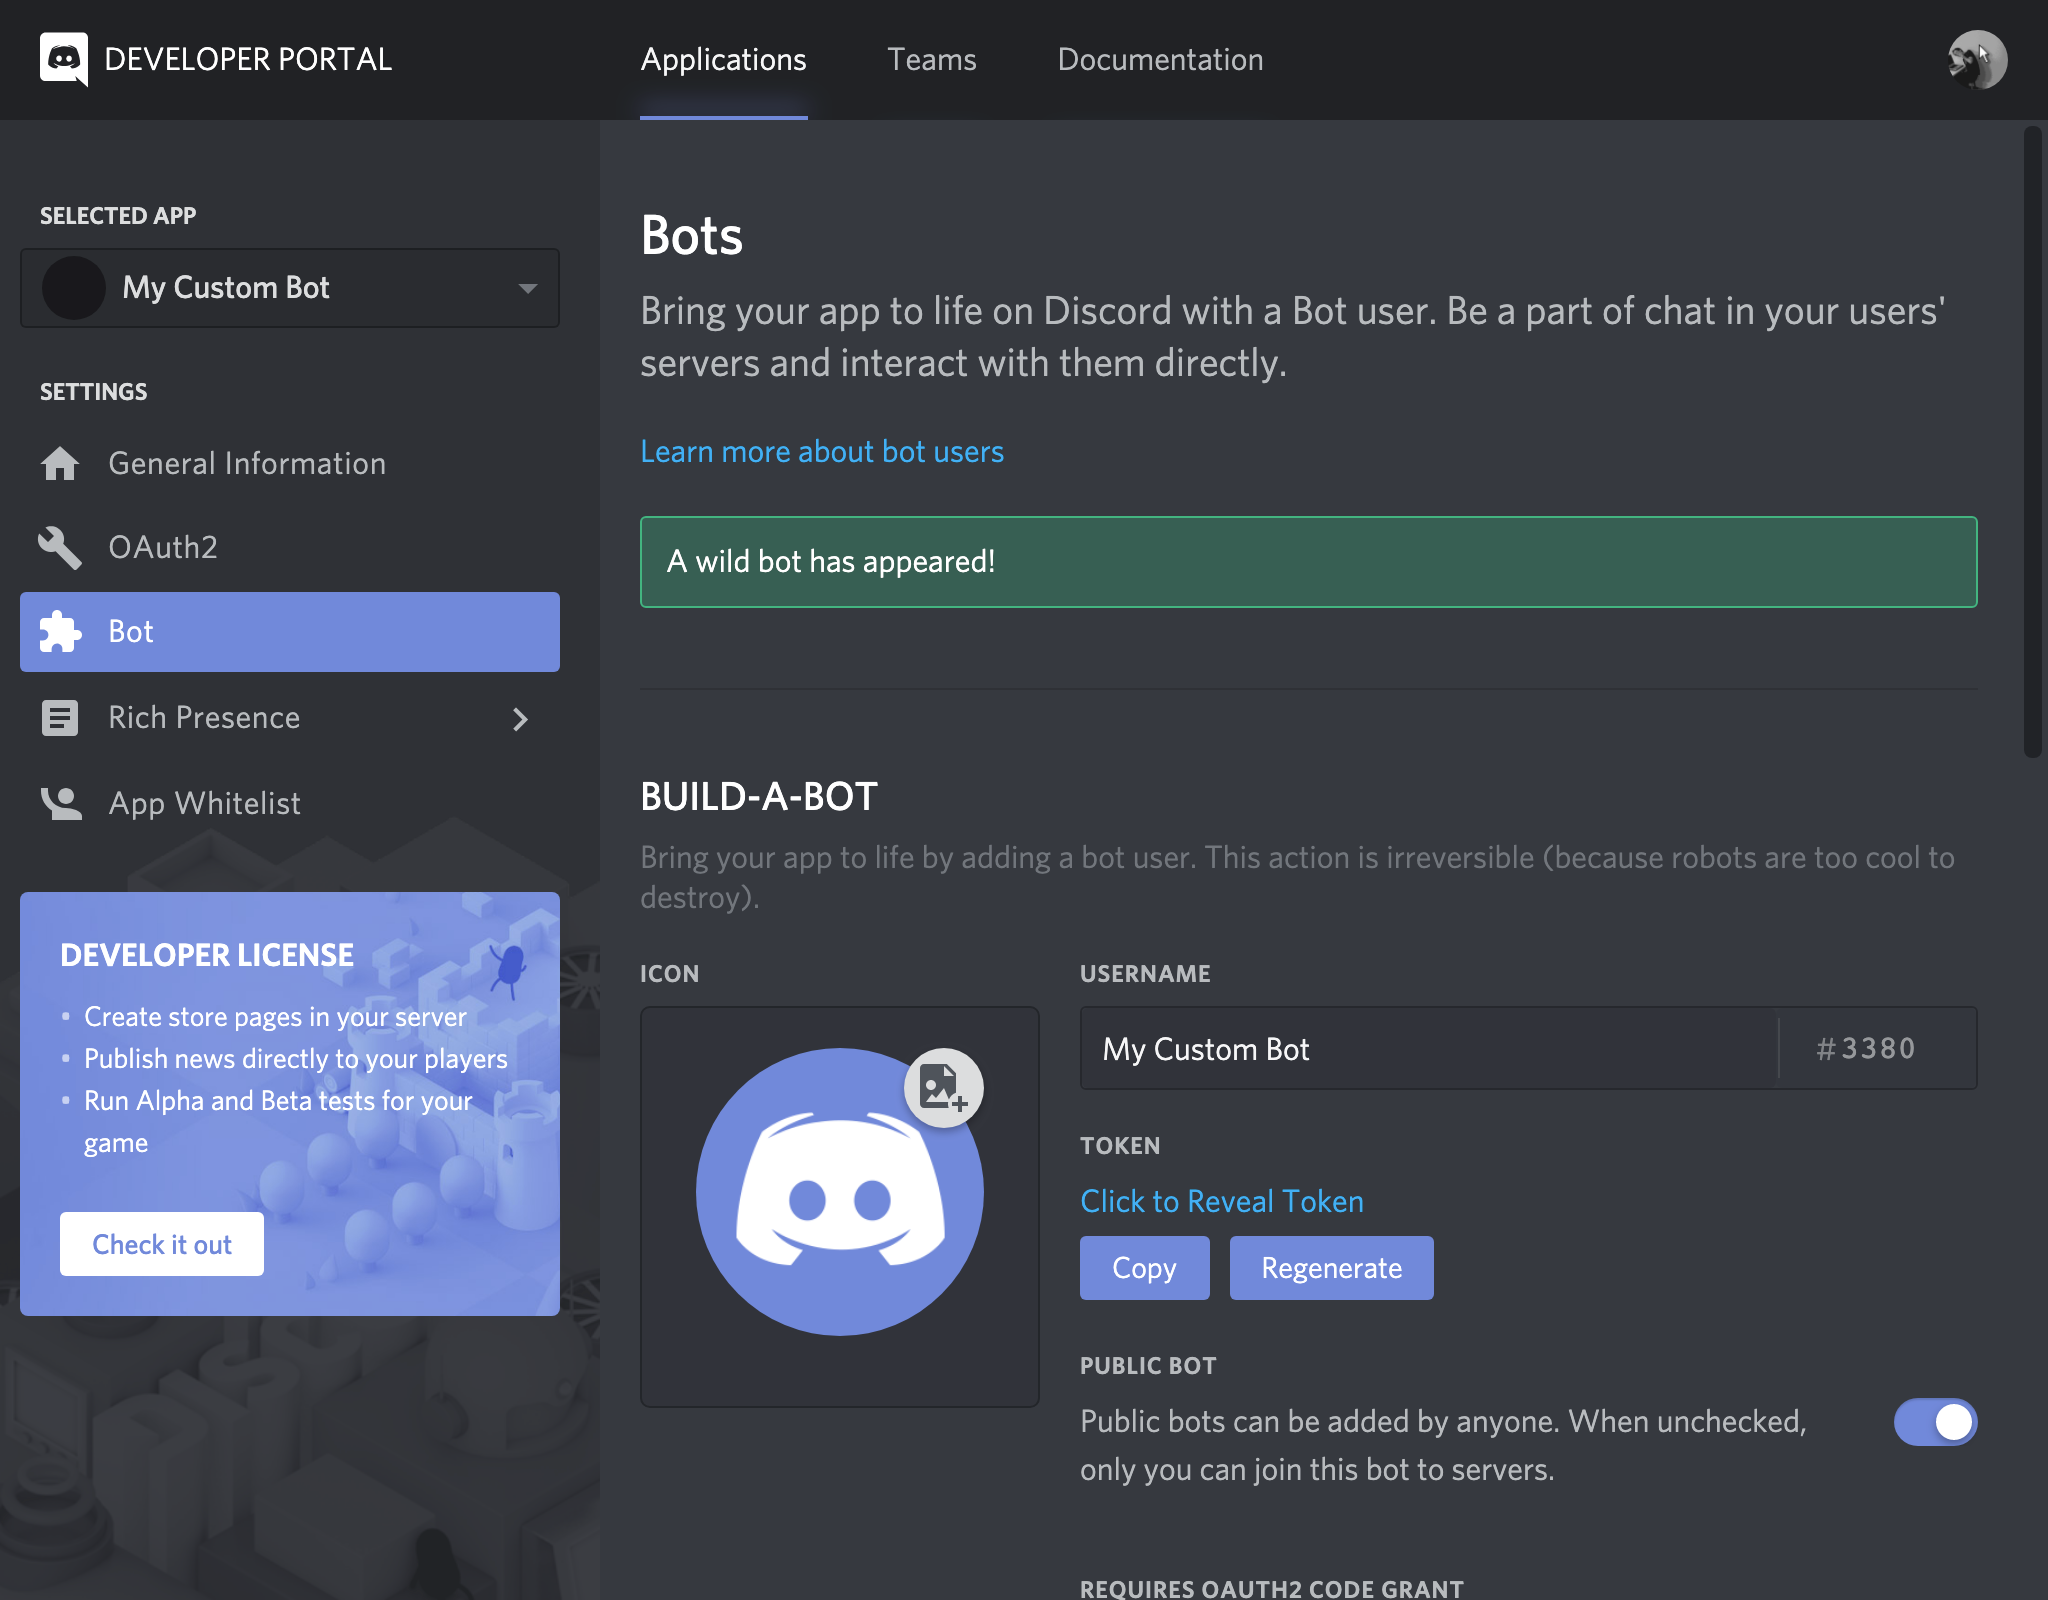 DEVELOPER PORTAL
Applications
Teams
Documentation
SELECTED APP
My Custom Bot
SETTINGS
General Information
OAuth2
Bot
Rich Presence
App Whitelist
DEVELOPER LICENSE
• Create store pages in your server
• Publish news directly to your players
• Run Alpha and Beta tests for your
game
Check it out
Bots
Bring your app to life on Discord with a Bot user. Be a part of chat in your users'
servers and interact with them directly.
Learn more about bot users
A wild bot has appeared!
BUILD-A-BOT
Bring your app to life by adding a bot user. This action is irreversible (because robots are too cool to
destroy).
ICON
USERNAME
My Custom Bot
#3380
TOKEN
Click to Reveal Token
Copy
Regenerate
PUBLIC BOT
Public bots can be added by anyone. When unchecked,
only you can join this bot to servers.
REQUIRES OAUTH2 CODE GRANT